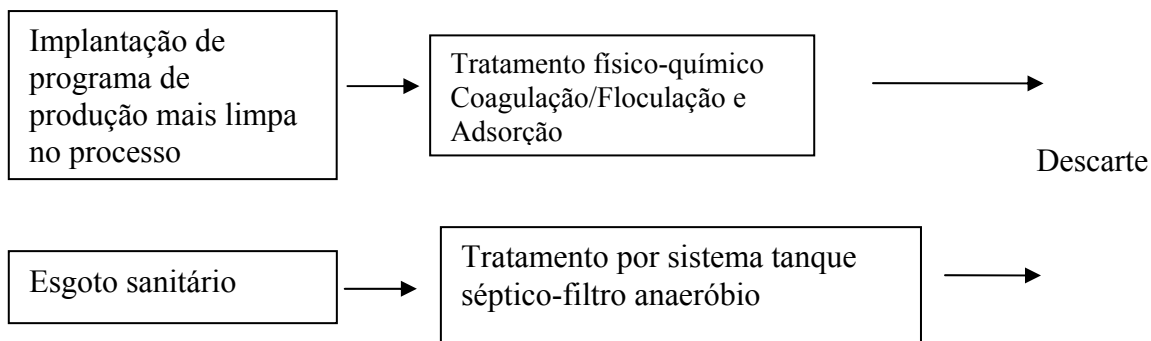 Implantação de
programa de
produção mais limpa
no processo
Tratamento físico-químico
Coagulação/Floculação e
Adsorção
Descarte
Esgoto sanitário
Tratamento por sistema tanque
séptico-filtro anaeróbio